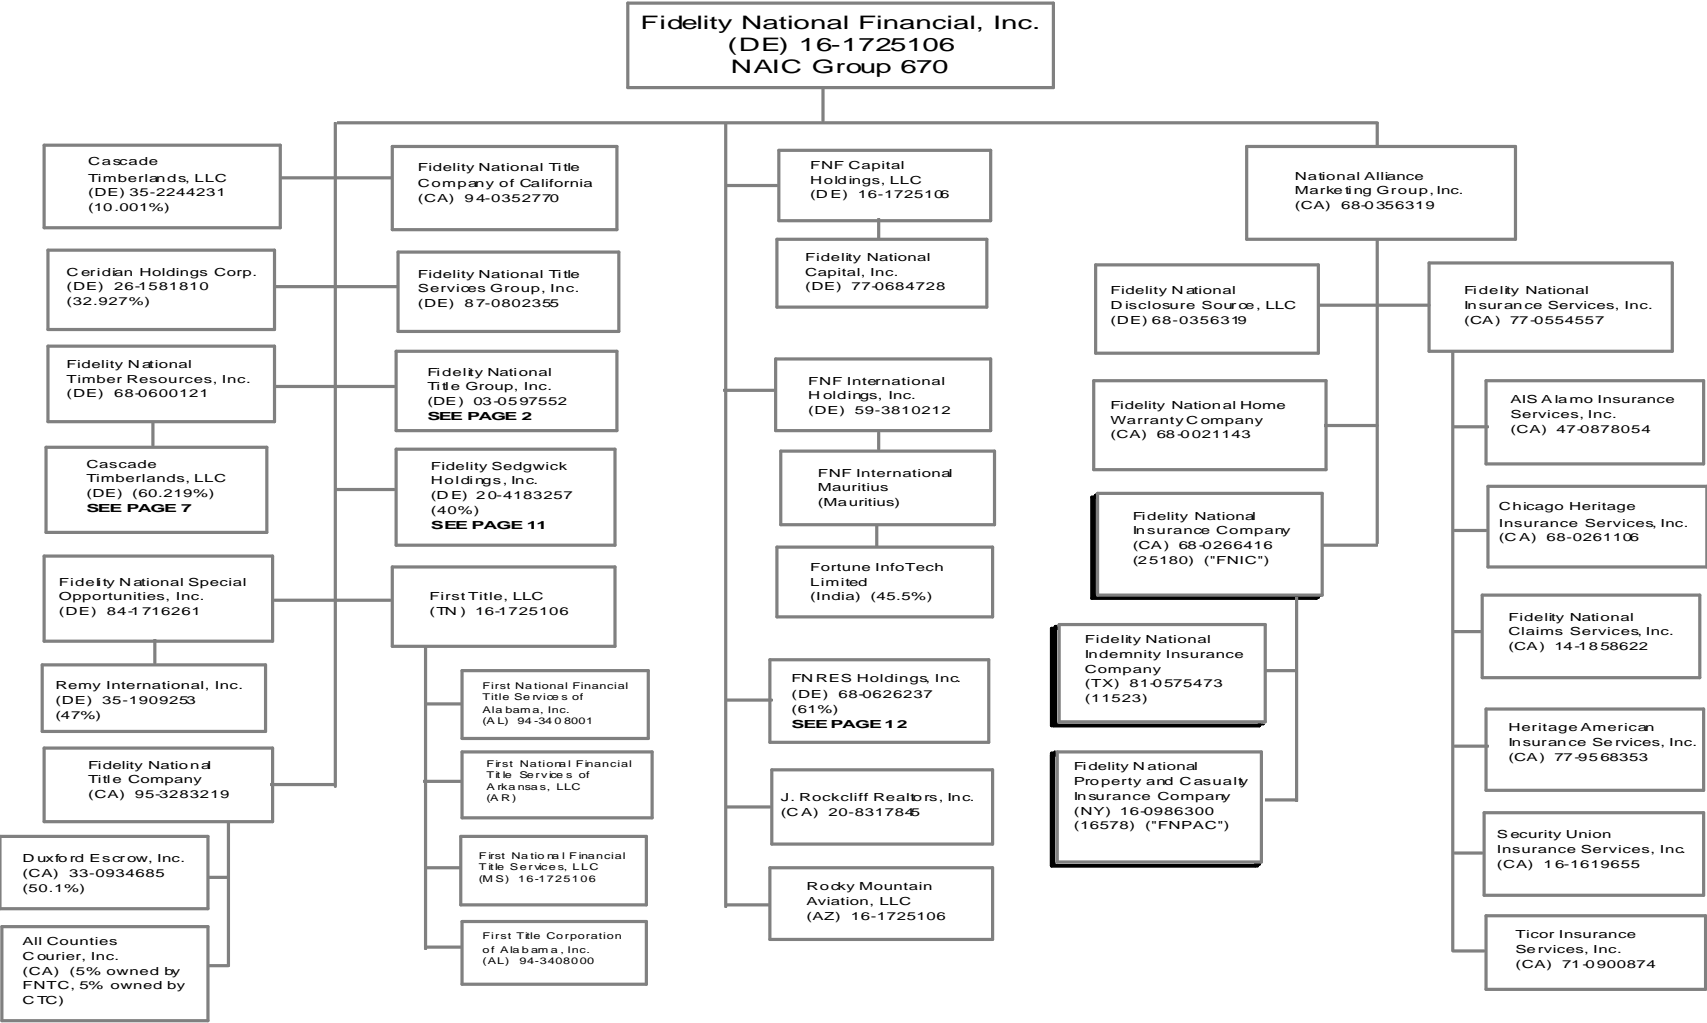 Fidelity National Financial, Inc.
(DE) 16-1725106
NAIC Group 670
Cascade
Timberlands, LLC
(DE) 35-2244231
(10.001%)
Fidelity National Title
Company of California
(CA) 94-0352770
Ceridian Holdings Corp.
(DE) 26-1581810
(32.927%)
Fidelity National Title
Services Group, Inc.
(DE) 87-0802355
Fidelity National
Timber Resources, Inc.
(DE) 68-0600121
Fidelity National
Title Group, Inc.
(DE) 03-0597552
SEE PAGE 2
Cascade
Timberlands, LLC
(DE) (60.219%)
SEE PAGE 7
Fidelity Sedgwick
Holdings, Inc.
(DE) 20-4183257
(40%)
SEE PAGE 11
Fidelity National Special
Opportunities, Inc.
(DE) 84-1716261
First Title, LLC
(TN) 16-1725106
Remy International, Inc.
(DE) 35-1909253
(47%)
First National Financial
Title Services of
Alabama, Inc.
(AL) 94-3408001
Fidelity National
Title Company
(CA) 95-3283219
First National Financial
Title Services of
Arkansas, LLC
(AR)
Duxford Escrow, Inc.
(CA) 33-0934685
(50.1%)
First National Financial
Title Services, LLC
(MS) 16-1725106
All Counties
Courier, Inc.
(CA) (5% owned by
FNTC, 5% owned by
CTC)
First Title Corporation
of Alabama, Inc.
(AL) 94-3408000
FNF Capital
Holdings, LLC
(DE) 16-1725106
Fidelity National
Capital, Inc.
(DE) 77-0684728
FNF International
Holdings, Inc.
(DE) 59-3810212
FNF International
Mauritius
(Mauritius)
Fortune InfoTech
Limited
(India) (45.5%)
FNRES Holdings, Inc.
(DE) 68-0626237
(61%)
SEE PAGE 12
J. Rockcliff Realtors, Inc.
(CA) 20-8317845
Rocky Mountain
Aviation, LLC
(AZ) 16-1725106
National Alliance
Marketing Group, Inc.
(CA) 68-0356319
Fidelity National
Disclosure Source, LLC
(DE) 68-0356319
Fidelity National
Insurance Services, Inc.
(CA) 77-0554557
Fidelity National Home
Warranty Company
(CA) 68-0021143
Fidelity National
Insurance Company
(CA) 68-0266416
(25180) ("FNIC")
Fidelity National
Indemnity Insurance
Company
(TX) 81-0575473
(11523)
Fidelity National
Property and Casualty
Insurance Company
(NY) 16-0986300
(16578) ("FNPAC")
AIS Alamo Insurance
Services, Inc.
(CA) 47-0878054
Chicago Heritage
Insurance Services, Inc.
(CA) 68-0261106
Fidelity National
Claims Services, Inc.
(CA) 14-1858622
Heritage American
Insurance Services, Inc.
(CA) 77-9568353
Security Union
Insurance Services, Inc.
(CA) 16-1619655
Ticor Insurance
Services, Inc.
(CA) 71-0900874